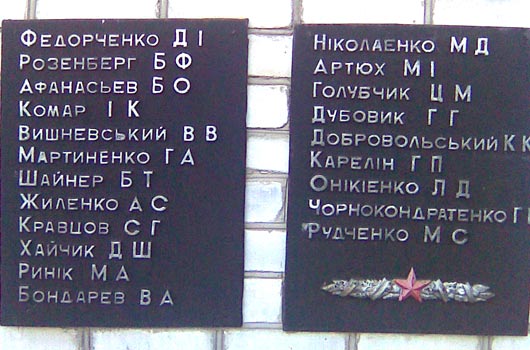 Федорченко Д І
Розенберг Б Ф
Афанасьев Б О
Комар І К
Вишневський В В
Мартиненко Г А
Шайнер Б Т
Жиленко А С
Кравцов С Г
Хайчик Д Ш
Ринік М А
Бондарев В А
Ніколаенко М Д
Артюх М І
Голубчик Ц М
Дубовик Г Г
Добровольський К К
Карелін Г П
Онікіенко Л Д
Чорнокондратенко Г
Рудченко М С